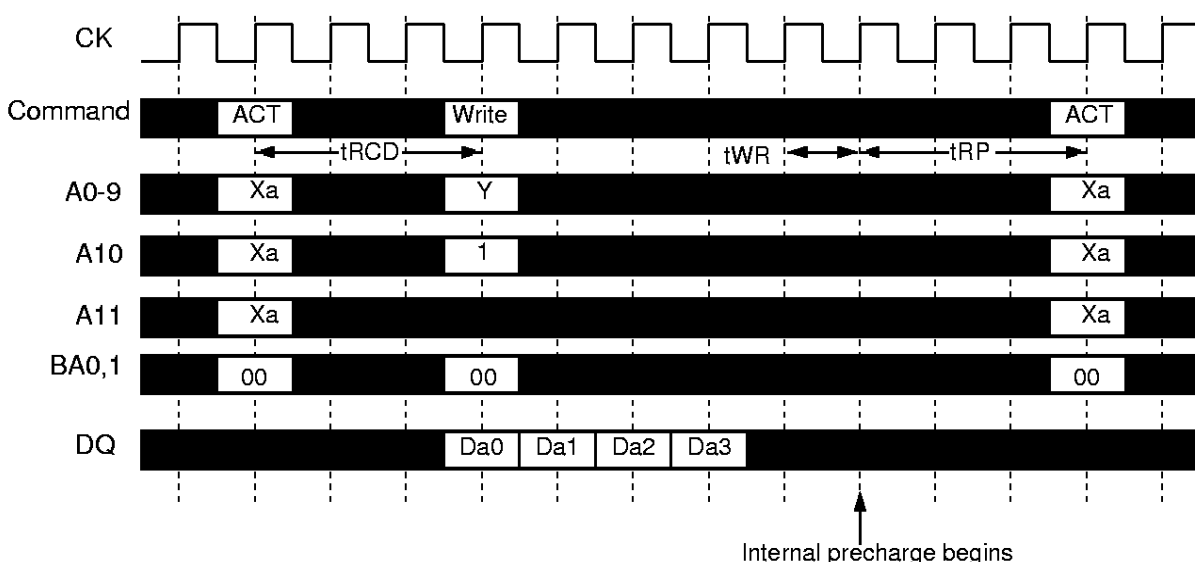 CK
Command ACT Write ACT
tRCD tWR tRP
A0-9 Xa Y Xa
A10 Xa 1 Xa
A11 Xa Xa
BA0,1 00 00 00
DQ Da0 Da1 Da2 Da3
Internal precharge begins